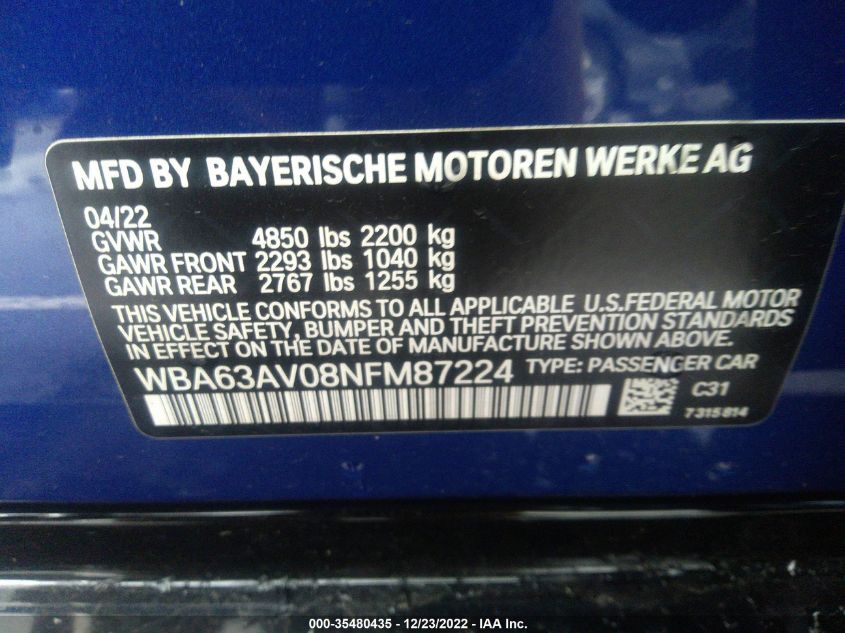 MFD BY BAYERISCHE MOTOREN WERKE AG
04/22
GVWR 4850 lbs 2200 kg
GAWR FRONT 2293 lbs 1040 kg
GAWR REAR 2767 lbs 1255 kg
THIS VEHICLE CONFORMS TO ALL APPLICABLE U.S.FEDERAL MOTOR
VEHICLE SAFETY, BUMPER AND THEFT PREVENTION STANDARDS
IN EFFECT ON THE DATE OF MANUFACTURE SHOWN ABOVE.
WBA63AV08NFM87224 TYPE: PASSENGER CAR
C31
7315814
000-35480435 - 12/23/2022 - IAA Inc.